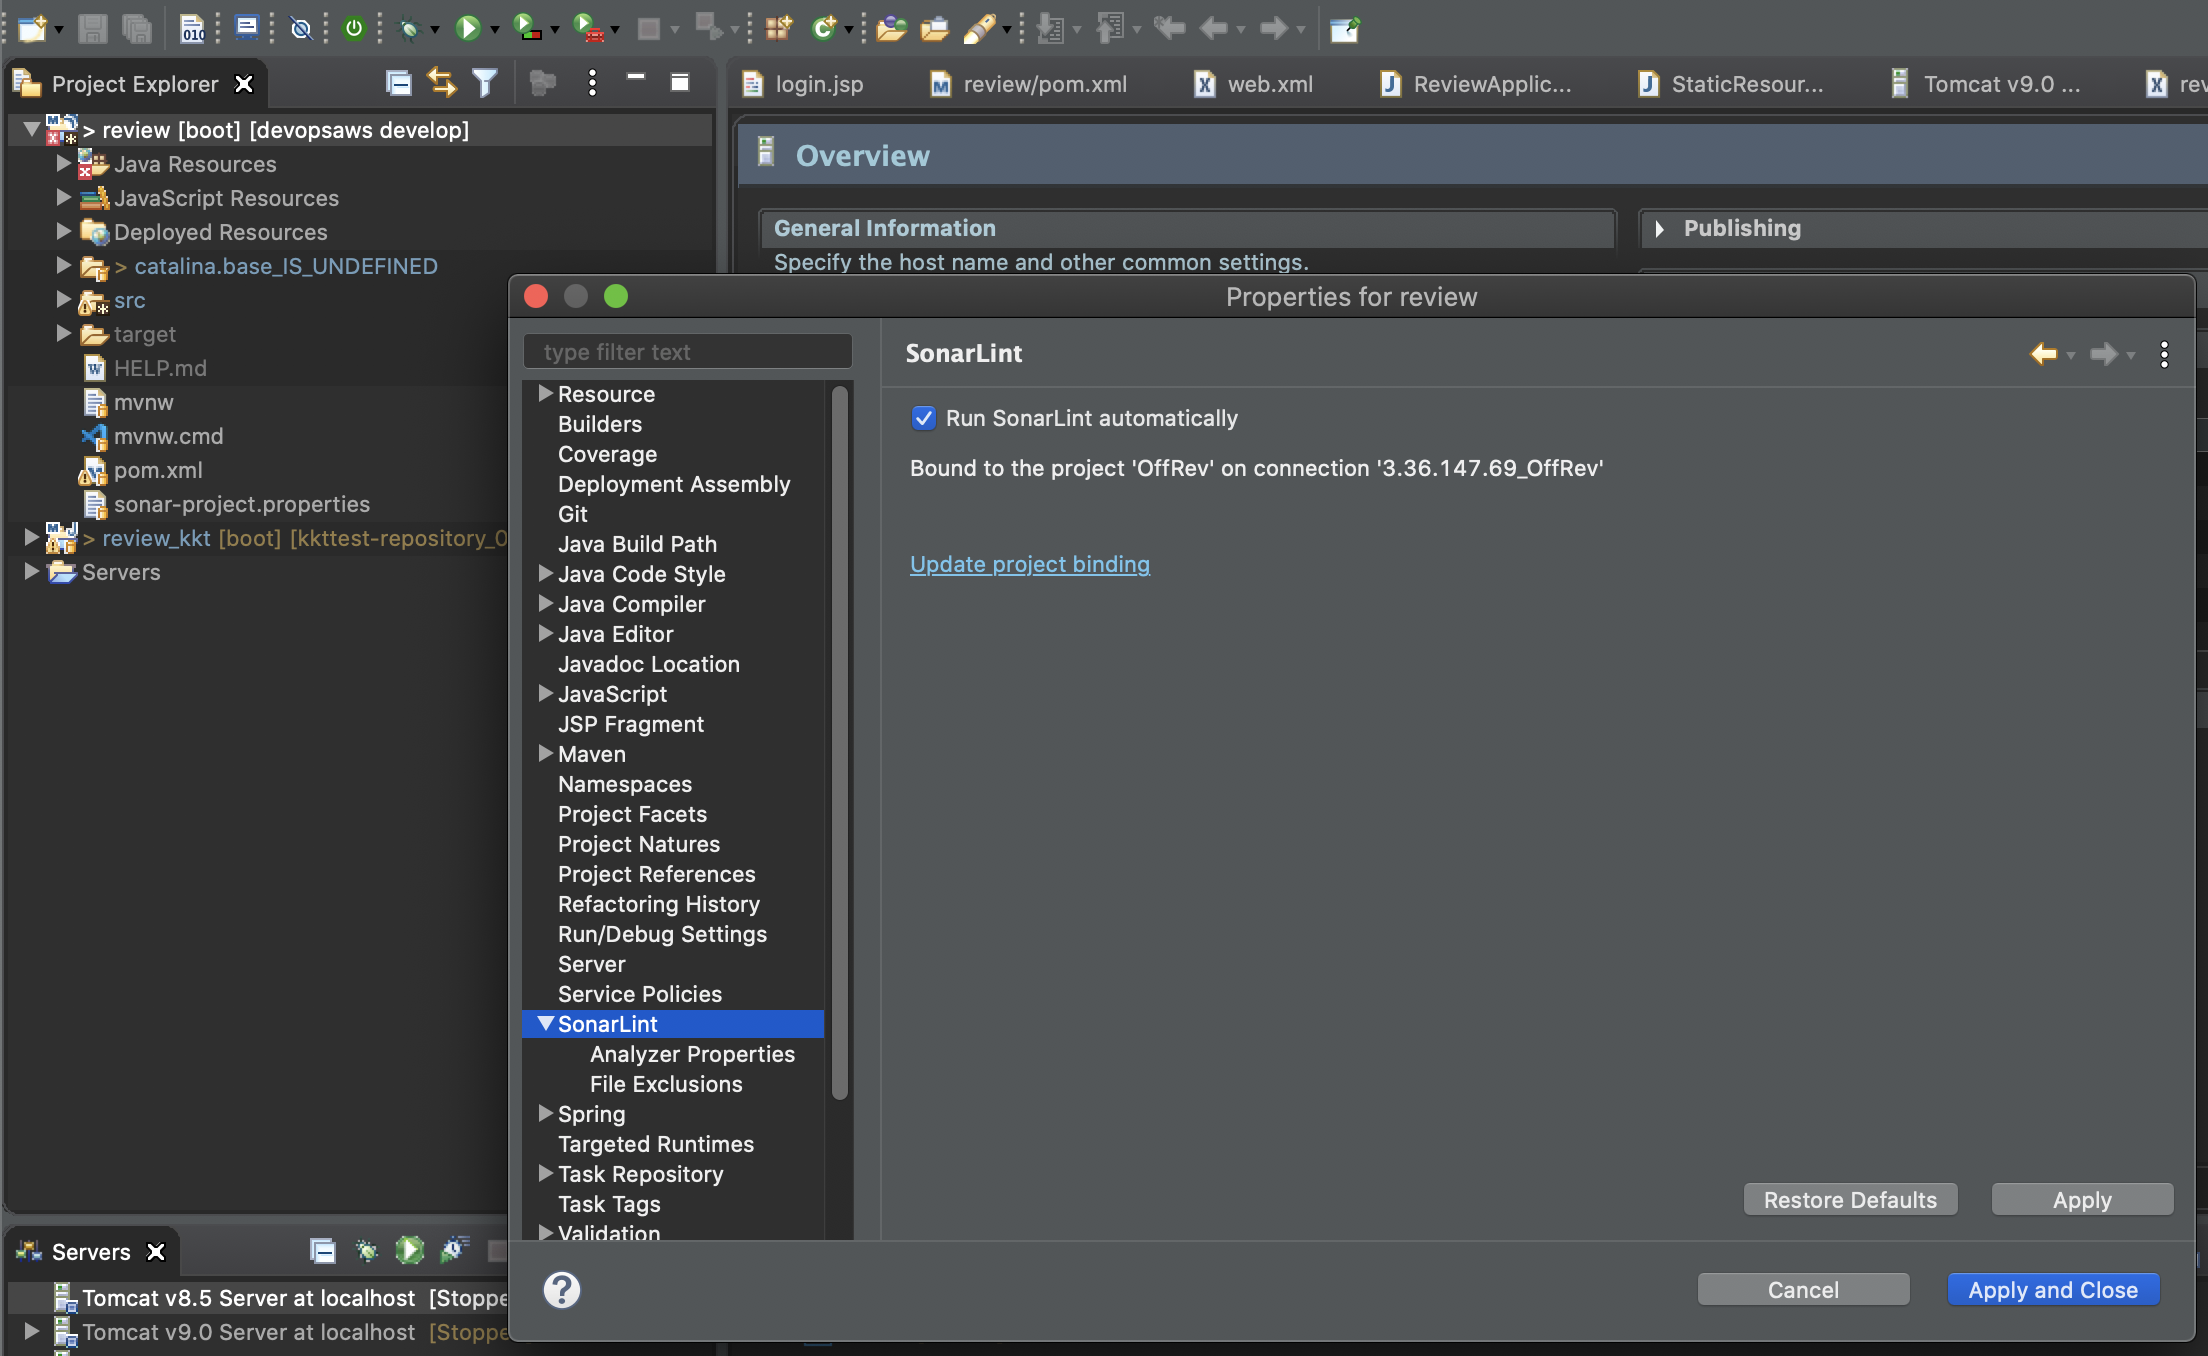 010
Project Explorer
login.jsp
review/pom.xml
web.xml
ReviewApplic...
StaticResour...
Tomcat v9.0 ...
rev
> review [boot] [devopsaws develop]
Java Resources
JavaScript Resources
Deployed Resources
> catalina.base_IS_UNDEFINED
src
target
HELP.md
mvnw
mvnw.cmd
pom.xml
sonar-project.properties
> review_kkt [boot] [kkttest-repository_0
Servers
Overview
General Information
Specify the host name and other common settings.
Publishing
Properties for review
type filter text
Resource
Builders
Coverage
Deployment Assembly
Git
Java Build Path
Java Code Style
Java Compiler
Java Editor
Javadoc Location
JavaScript
JSP Fragment
Maven
Namespaces
Project Facets
Project Natures
Project References
Refactoring History
Run/Debug Settings
Server
Service Policies
SonarLint
Analyzer Properties
File Exclusions
Spring
Targeted Runtimes
Task Repository
Task Tags
Validation
SonarLint
Run SonarLint automatically
Bound to the project 'OffRev' on connection '3.36.147.69_OffRev'
Update project binding
Restore Defaults
Apply
Cancel
Apply and Close
Servers
Tomcat v8.5 Server at localhost [Stoppe
Tomcat v9.0 Server at localhost [Stoppe